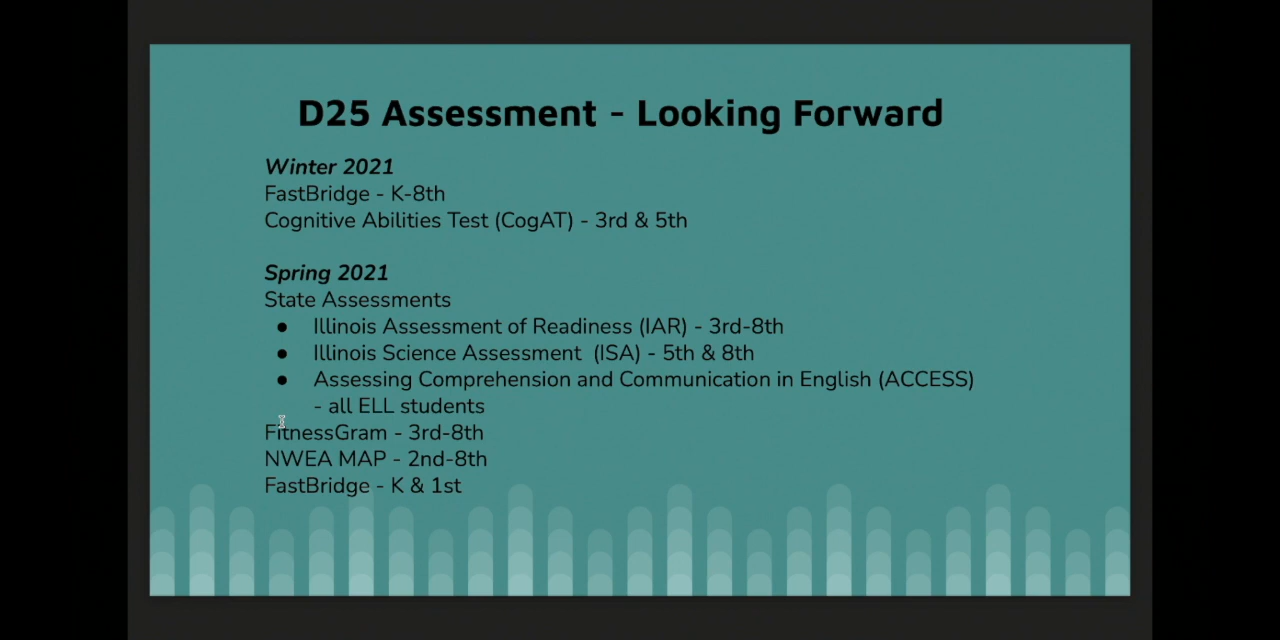 D25 Assessment - Looking Forward
Winter 2021
FastBridge - K-8th
Cognitive Abilities Test (CogAT) - 3rd & 5th
Spring 2021
State Assessments
● Illinois Assessment of Readiness (IAR) - 3rd-8th
● Illinois Science Assessment  (ISA) - 5th & 8th
● Assessing Comprehension and Communication in English (ACCESS)
- all ELL students
FitnessGram - 3rd-8th
NWEA MAP - 2nd-8th
FastBridge - K & 1st